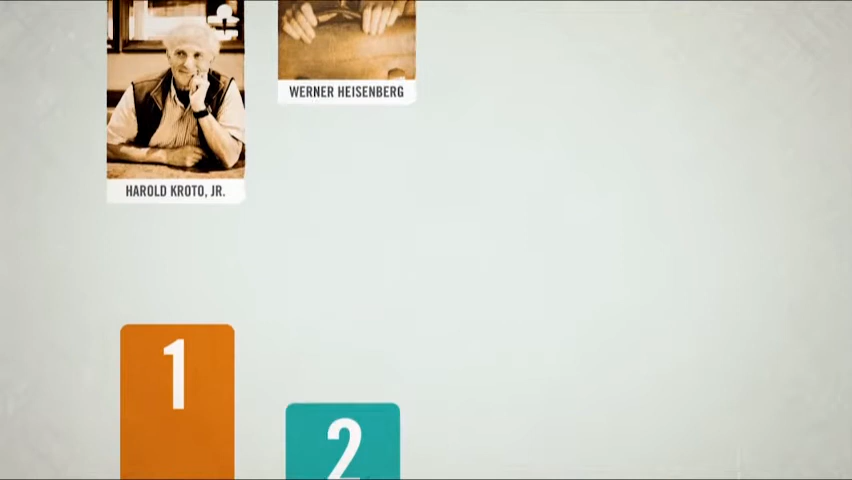 WERNER HEISENBERG
HAROLD KROTO, JR.
1
2